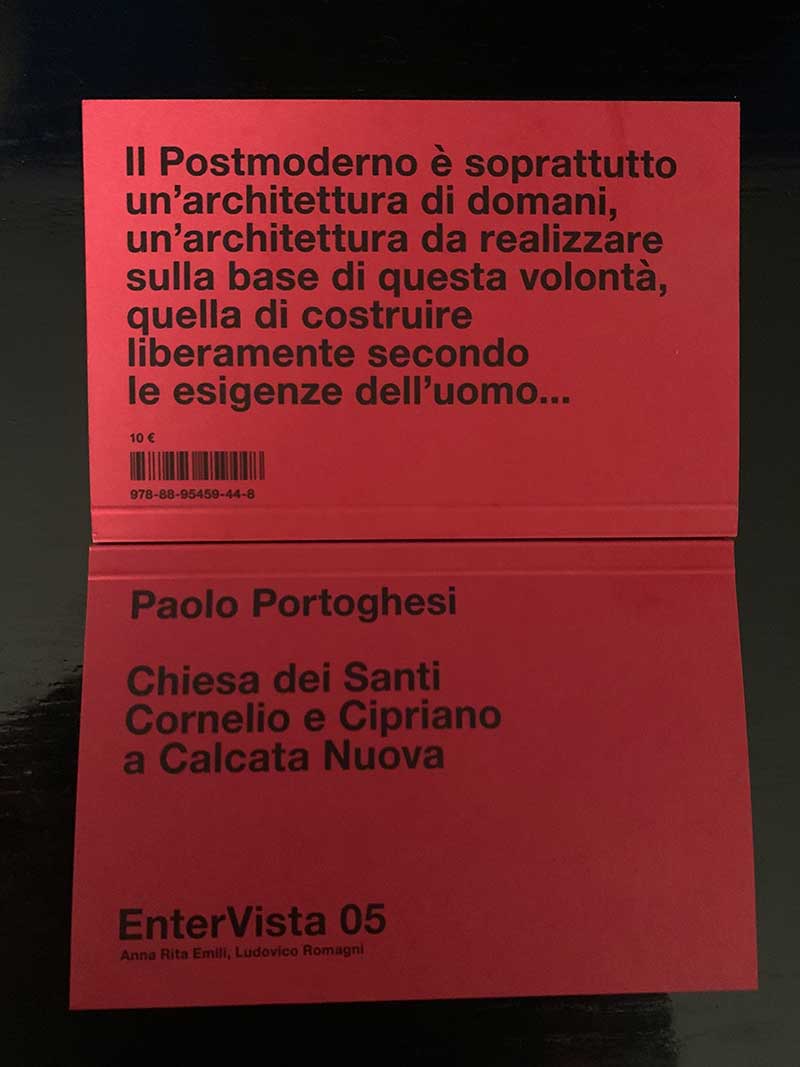 Il Postmoderno è soprattutto
un’architettura di domani,
un’architettura da realizzare
sulla base di questa volontà,
quella di costruire
liberamente secondo
le esigenze dell’uomo...
10 €
978-88-95459-44-8
Paolo Portoghesi
Chiesa dei Santi
Cornelio e Cipriano
a Calcata Nuova
EnterVista 05
Anna Rita Emili, Ludovico Romagni